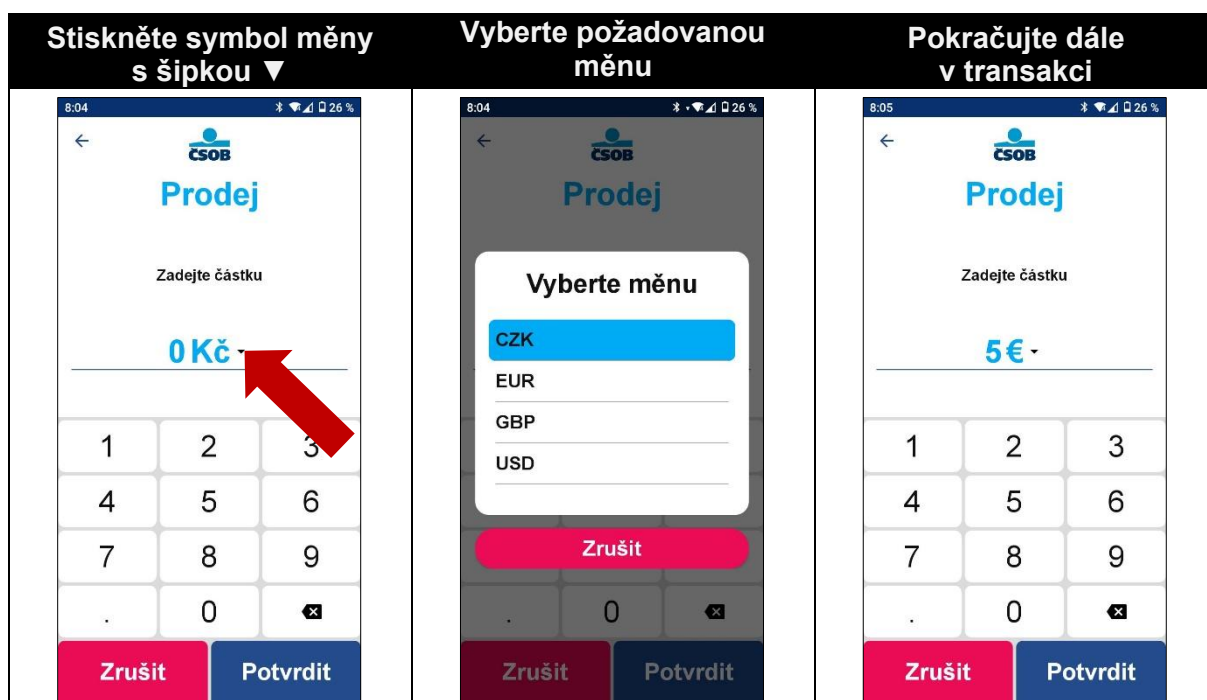 Stiskněte symbol měny
s šipkou ▼
Vyberte požadovanou
měnu
Pokračujte dále
v transakci
8:04
26 %
ČSOB
Prodej
Zadejte částku
0 Kč
1 2 3
4 5 6
7 8 9
. 0
Zrušit Potvrdit
8:04
26 %
ČSOB
Prodej
Vyberte měnu
CZK
EUR
GBP
USD
Zrušit
. 0
Zrušit Potvrdit
8:05
26 %
ČSOB
Prodej
Zadejte částku
5 €
1 2 3
4 5 6
7 8 9
. 0
Zrušit Potvrdit